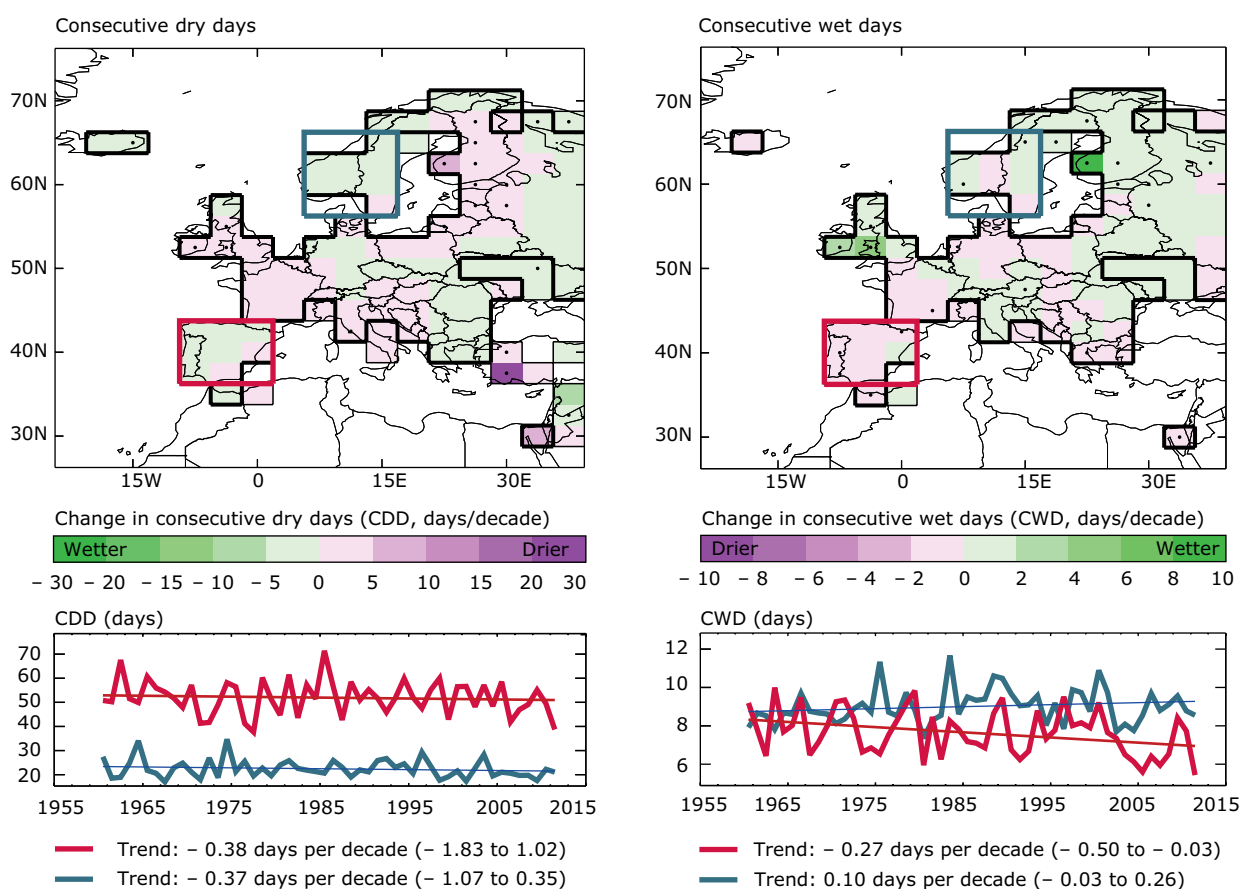 Consecutive dry days
70N
60N
50N
40N
30N
15W 0 15E 30E
Change in consecutive dry days (CDD, days/decade)
Wetter Drier
– 30 – 20 – 15 – 10 – 5 0 5 10 15 20 30
CDD (days)
70
60
50
40
30
20
1955 1965 1975 1985 1995 2005 2015
Trend: – 0.38 days per decade (– 1.83 to 1.02)
Trend: – 0.37 days per decade (– 1.07 to 0.35)
Consecutive wet days
70N
60N
50N
40N
30N
15W 0 15E 30E
Change in consecutive wet days (CWD, days/decade)
Drier Wetter
– 10 – 8 – 6 – 4 – 2 0 2 4 6 8 10
CWD (days)
12
10
8
6
1955 1965 1975 1985 1995 2005 2015
Trend: – 0.27 days per decade (– 0.50 to – 0.03)
Trend: 0.10 days per decade (– 0.03 to 0.26)